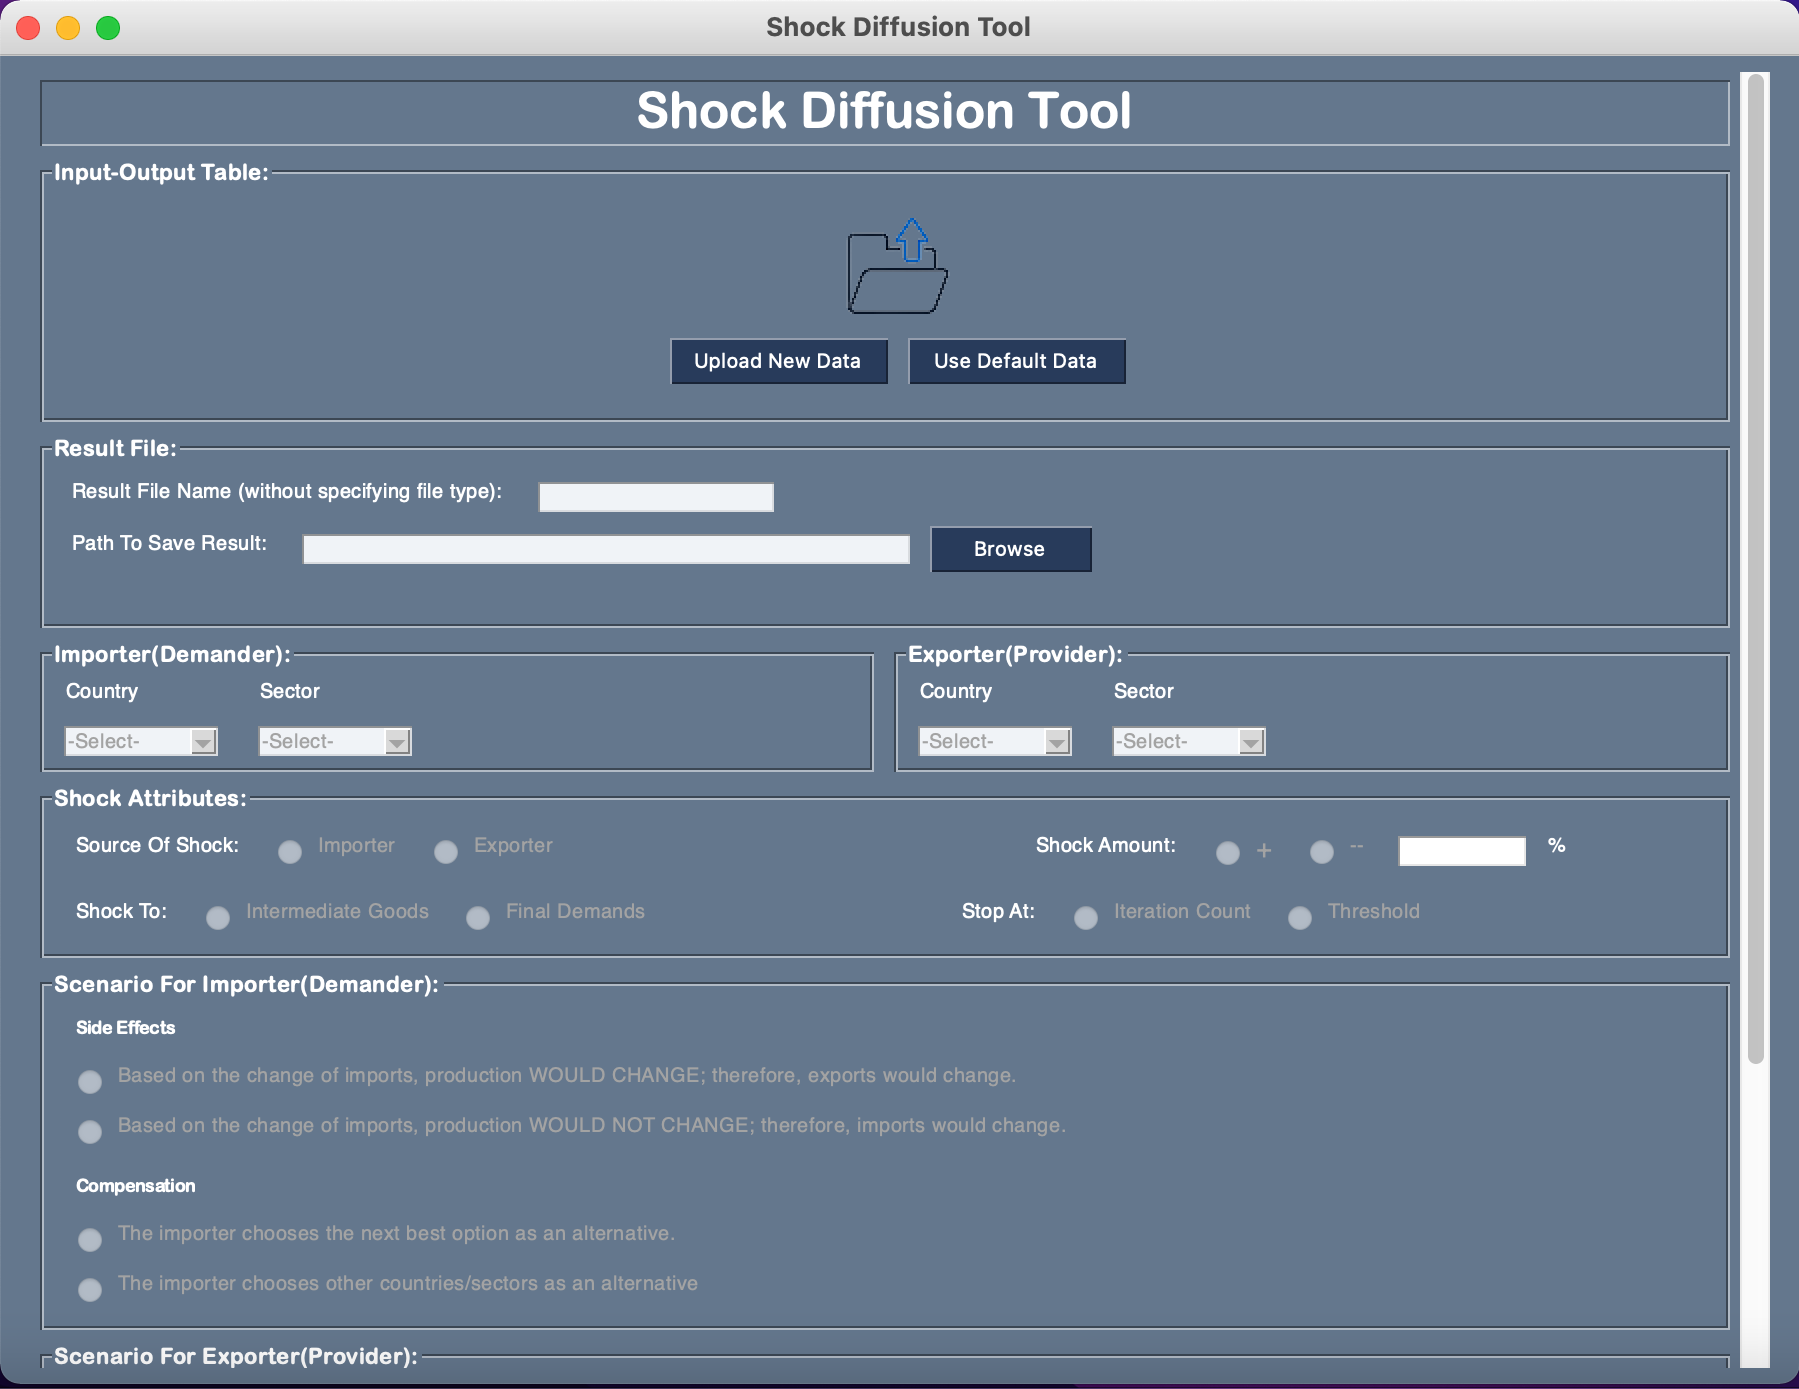 Shock Diffusion Tool
Shock Diffusion Tool
Input-Output Table:
Upload New Data Use Default Data
Result File:
Result File Name (without specifying file type):
Path To Save Result: Browse
Importer(Demander): Exporter(Provider):
Country Sector Country Sector
-Select- -Select- -Select- -Select-
Shock Attributes:
Source Of Shock: Importer Exporter Shock Amount: + -- %
Shock To: Intermediate Goods Final Demands Stop At: Iteration Count Threshold
Scenario For Importer(Demander):
Side Effects
Based on the change of imports, production WOULD CHANGE; therefore, exports would change.
Based on the change of imports, production WOULD NOT CHANGE; therefore, imports would change.
Compensation
The importer chooses the next best option as an alternative.
The importer chooses other countries/sectors as an alternative
Scenario For Exporter(Provider):